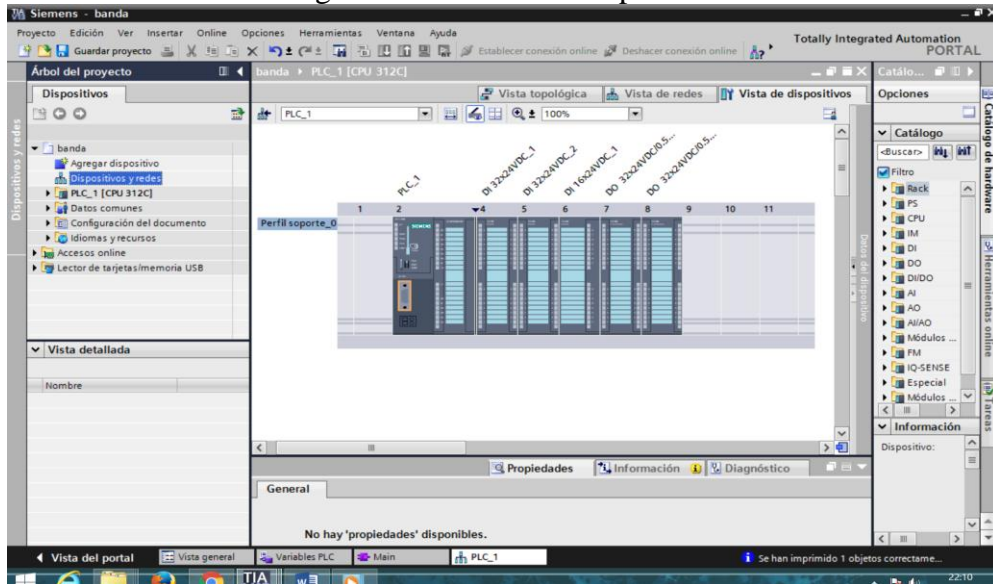 Siemens - banda
Proyecto Edición Ver Insertar Online Opciones Herramientas Ventana Ayuda
Guardar proyecto
Establecer conexión online
Deshacer conexión online
Totally Integrated Automation
PORTAL
Árbol del proyecto
banda PLC_1 [CPU 312C]
Catálo...
Dispositivos
Vista topológica
Vista de redes
Vista de dispositivos
Opciones
PLC_1
100%
Catálogo
<Buscar>
Filtro
banda
Agregar dispositivo
Dispositivos y redes
PLC_1 [CPU 312C]
Datos comunes
Configuración del documento
Idiomas y recursos
Accesos online
Lector de tarjetas/memoria USB
PLC_1
DI 32x24VDC_1
DI 32x24VDC_2
DI 16x24VDC_1
DO 32x24VDC/0.5...
DO 32x24VDC/0.5...
1 2 4 5 6 7 8 9 10 11
Perfil soporte_0
SIEMENS
Rack
PS
CPU
IM
DI
DO
DI/DO
AI
AO
AI/AO
Módulos ...
FM
IQ-SENSE
Especial
Módulos ...
Dispositivos y redes
Datos del dispositivo
Catálogo de hardware
Herramientas online
Tareas
Vista detallada
Nombre
Información
Dispositivo:
Propiedades
Información
Diagnóstico
General
No hay 'propiedades' disponibles.
Vista del portal
Vista general
Variables PLC
Main
PLC_1
Se han imprimido 1 objetos correctame...
TIA
22:10